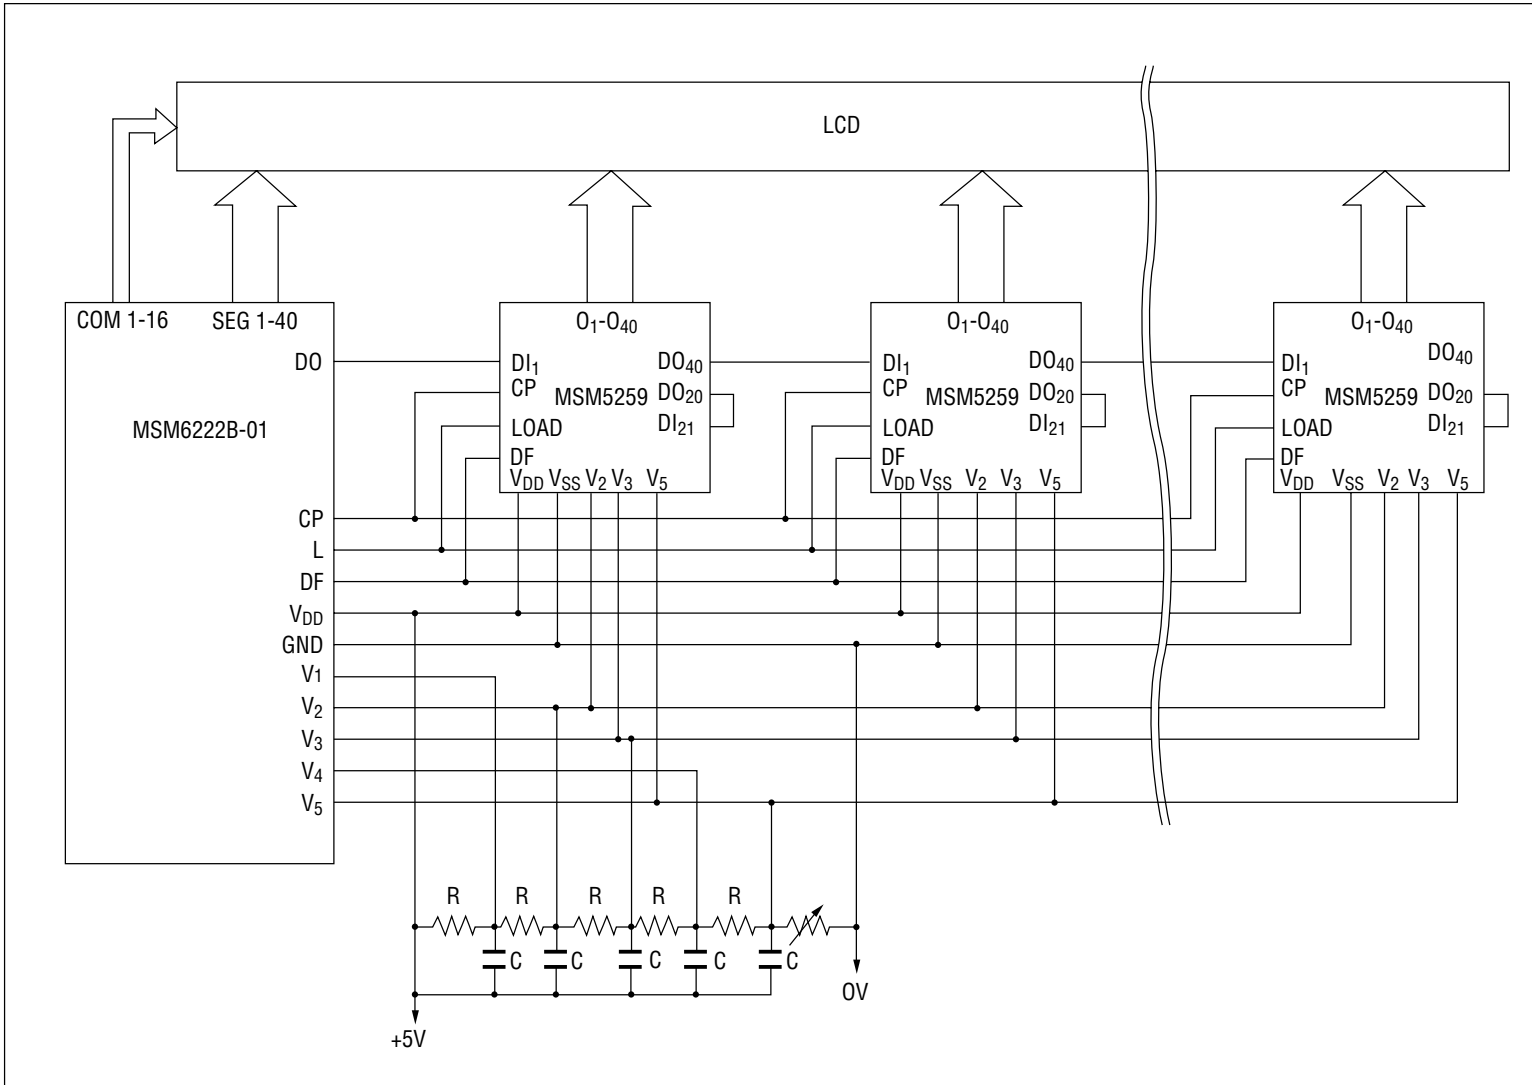 LCD
COM 1-16 SEG 1-40
DO
MSM6222B-01
CP
L
DF
VDD
GND
V1
V2
V3
V4
V5
O1-O40
DI1 DO40
CP DO20
MSM5259
LOAD DI21
DF
VDD VSS V2 V3 V5
O1-O40
DI1 DO40
CP DO20
MSM5259
LOAD DI21
DF
VDD VSS V2 V3 V5
O1-O40
DI1 DO40
CP DO20
MSM5259
LOAD DI21
DF
VDD VSS V2 V3 V5
R R R R R
C C C C C
+5V
0V